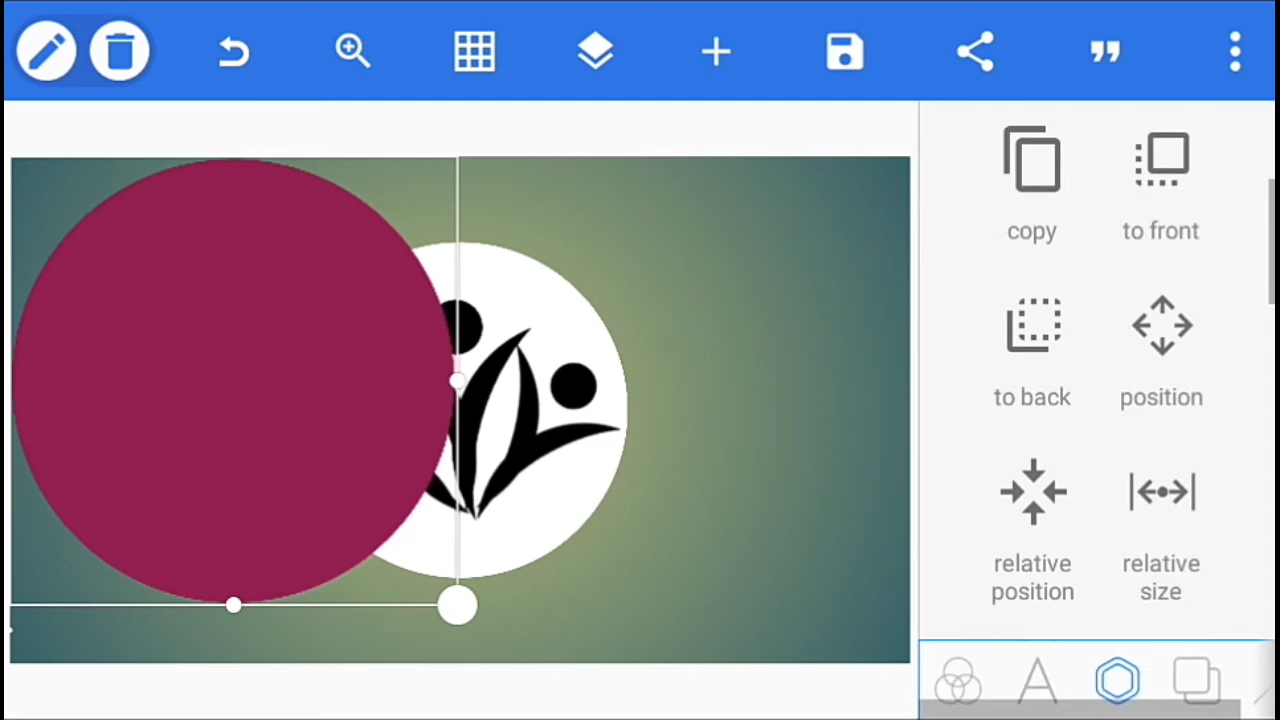 copy
to front
to back
position
relative
position
relative
size